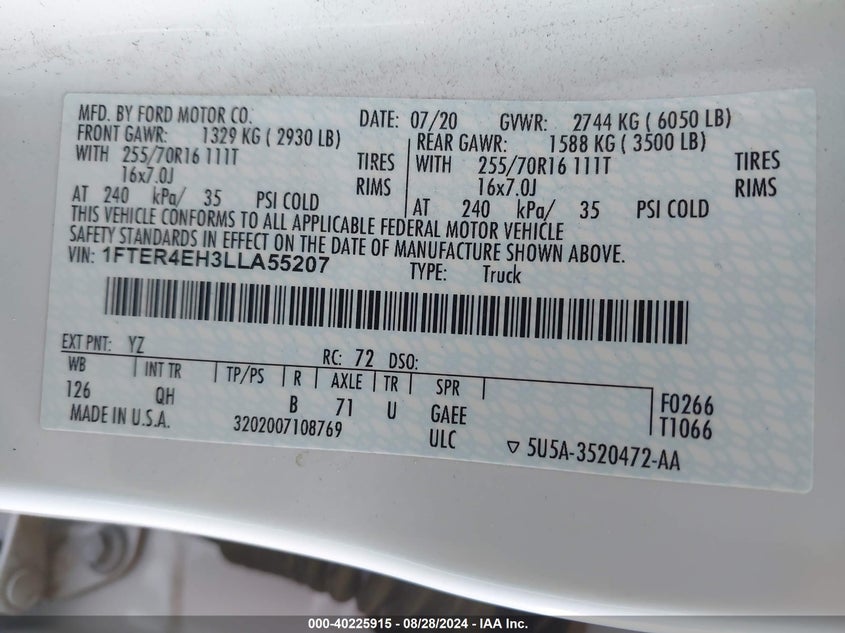 MFD. BY FORD MOTOR CO. DATE: 07/20 GVWR: 2744 KG ( 6050 LB)
FRONT GAWR: 1329 KG ( 2930 LB) REAR GAWR: 1588 KG ( 3500 LB)
WITH 255/70R16 111T TIRES WITH 255/70R16 111T TIRES
16x7.0J RIMS 16x7.0J RIMS
AT 240 kPa/ 35 PSI COLD AT 240 kPa/ 35 PSI COLD
THIS VEHICLE CONFORMS TO ALL APPLICABLE FEDERAL MOTOR VEHICLE
SAFETY STANDARDS IN EFFECT ON THE DATE OF MANUFACTURE SHOWN ABOVE.
VIN: 1FTER4EH3LLA55207 TYPE: Truck
EXT PNT: YZ RC: 72 DSO:
WB INT TR TP/PS R AXLE TR SPR
126 QH B 71 U GAEE F0266
MADE IN U.S.A. 3202007108769 ULC T1066
▽ 5U5A-3520472-AA
000-40225915 - 08/28/2024 - IAA Inc.